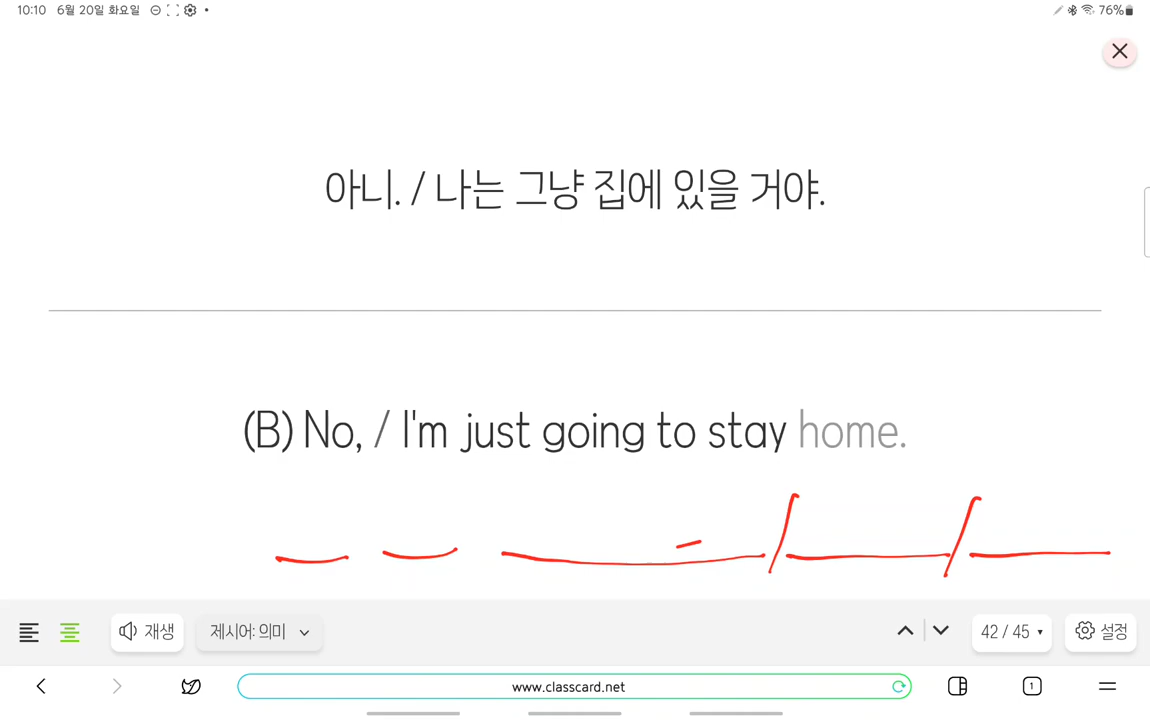 10:10 6월 20일 화요일
76%
아니. / 나는 그냥 집에 있을 거야.
(B) No, / I'm just going to stay home.
재생 제시어: 의미 42 / 45 설정
www.classcard.net 1